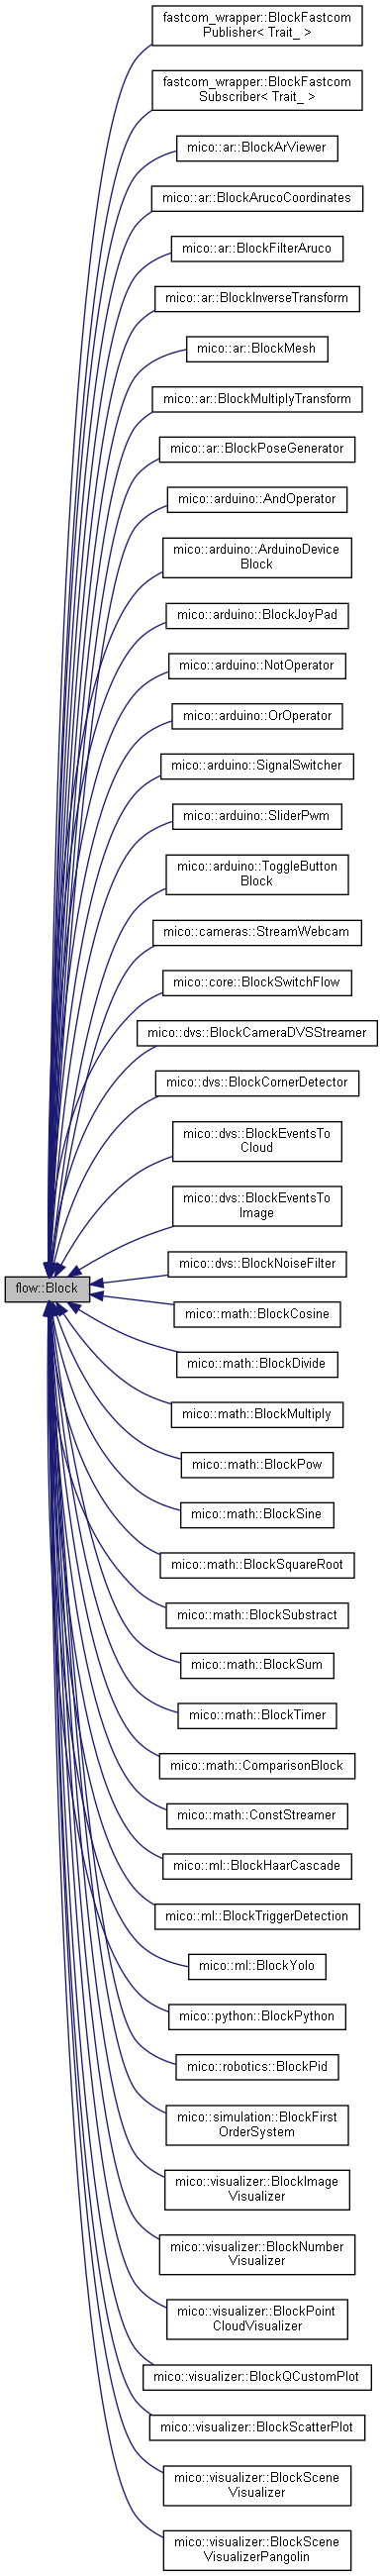 fastcom_wrapper::BlockFastcom
Publisher< Trait_ >
fastcom_wrapper::BlockFastcom
Subscriber< Trait_ >
mico::ar::BlockArViewer
mico::ar::BlockArucoCoordinates
mico::ar::BlockFilterAruco
mico::ar::BlockInverseTransform
mico::ar::BlockMesh
mico::ar::BlockMultiplyTransform
mico::ar::BlockPoseGenerator
mico::arduino::AndOperator
mico::arduino::ArduinoDevice
Block
mico::arduino::BlockJoyPad
mico::arduino::NotOperator
mico::arduino::OrOperator
mico::arduino::SignalSwitcher
mico::arduino::SliderPwm
mico::arduino::ToggleButton
Block
mico::cameras::StreamWebcam
mico::core::BlockSwitchFlow
mico::dvs::BlockCameraDVSStreamer
mico::dvs::BlockCornerDetector
mico::dvs::BlockEventsTo
Cloud
mico::dvs::BlockEventsTo
Image
mico::dvs::BlockNoiseFilter
flow::Block
mico::math::BlockCosine
mico::math::BlockDivide
mico::math::BlockMultiply
mico::math::BlockPow
mico::math::BlockSine
mico::math::BlockSquareRoot
mico::math::BlockSubstract
mico::math::BlockSum
mico::math::BlockTimer
mico::math::ComparisonBlock
mico::math::ConstStreamer
mico::ml::BlockHaarCascade
mico::ml::BlockTriggerDetection
mico::ml::BlockYolo
mico::python::BlockPython
mico::robotics::BlockPid
mico::simulation::BlockFirst
OrderSystem
mico::visualizer::BlockImage
Visualizer
mico::visualizer::BlockNumber
Visualizer
mico::visualizer::BlockPoint
CloudVisualizer
mico::visualizer::BlockQCustomPlot
mico::visualizer::BlockScatterPlot
mico::visualizer::BlockScene
Visualizer
mico::visualizer::BlockScene
VisualizerPangolin